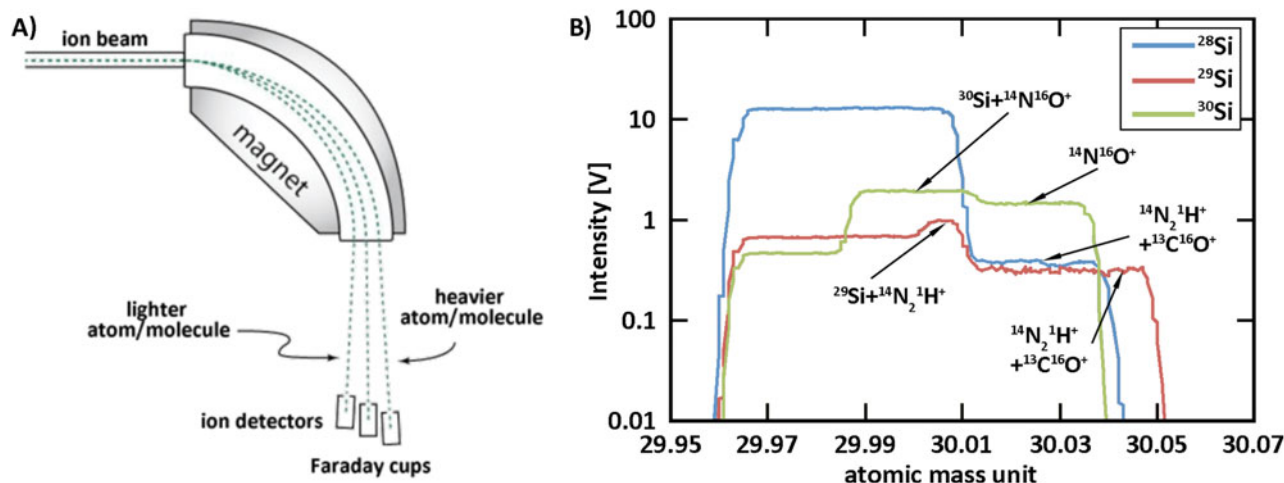 A)
ion beam
magnet
lighter
atom/molecule
heavier
atom/molecule
ion detectors
Faraday cups
B)
Intensity [V]
100
10
1
0.1
0.01
29.95 29.97 29.99 30.01 30.03 30.05 30.07
atomic mass unit
²⁸Si
²⁹Si
³⁰Si
³⁰Si+¹⁴N¹⁶O⁺
¹⁴N¹⁶O⁺
¹⁴N₂¹H⁺
+¹³C¹⁶O⁺
²⁹Si+¹⁴N₂¹H⁺
¹⁴N₂¹H⁺
+¹³C¹⁶O⁺